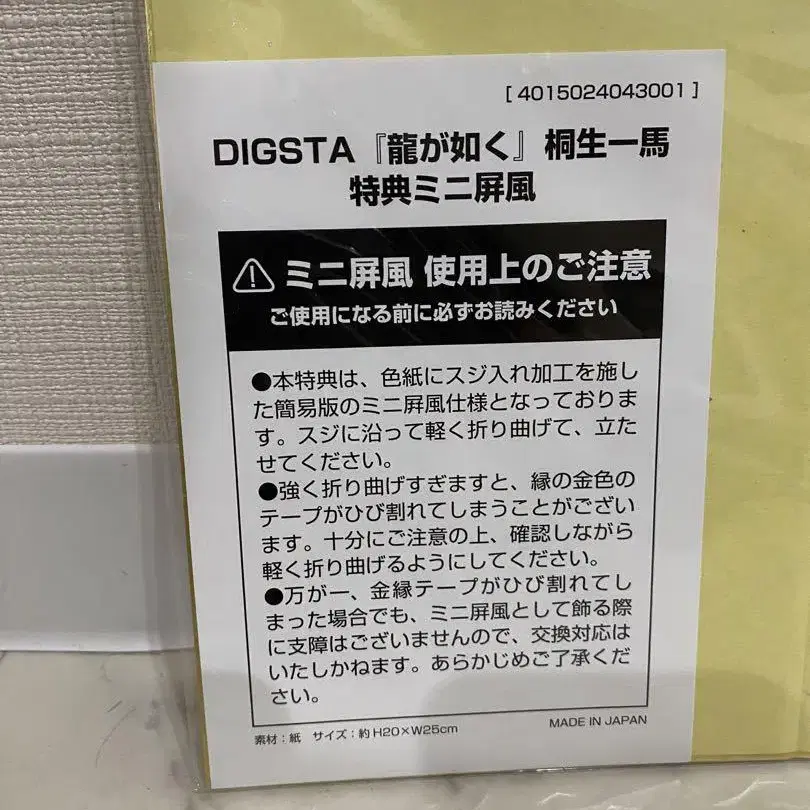 [ 4015024043001 ]
DIGSTA 『龍が如く』 桐生一馬
特典ミニ屏風
ミニ屏風 使用上のご注意
ご使用になる前に必ずお読みください
●本特典は、色紙にスジ入れ加工を施し
た簡易版のミニ屏風仕様となっておりま
す。スジに沿って軽く折り曲げて、立た
せてください。
●強く折り曲げすぎますと、縁の金色の
テープがひび割れてしまうことがござい
ます。十分にご注意の上、確認しながら
軽く折り曲げるようにしてください。
●万が一、金縁テープがひび割れてし
まった場合でも、ミニ屏風として飾る際
に支障はございませんので、交換対応は
いたしかねます。あらかじめご了承くだ
さい。
素材：紙 サイズ：約H20×W25cm
MADE IN JAPAN